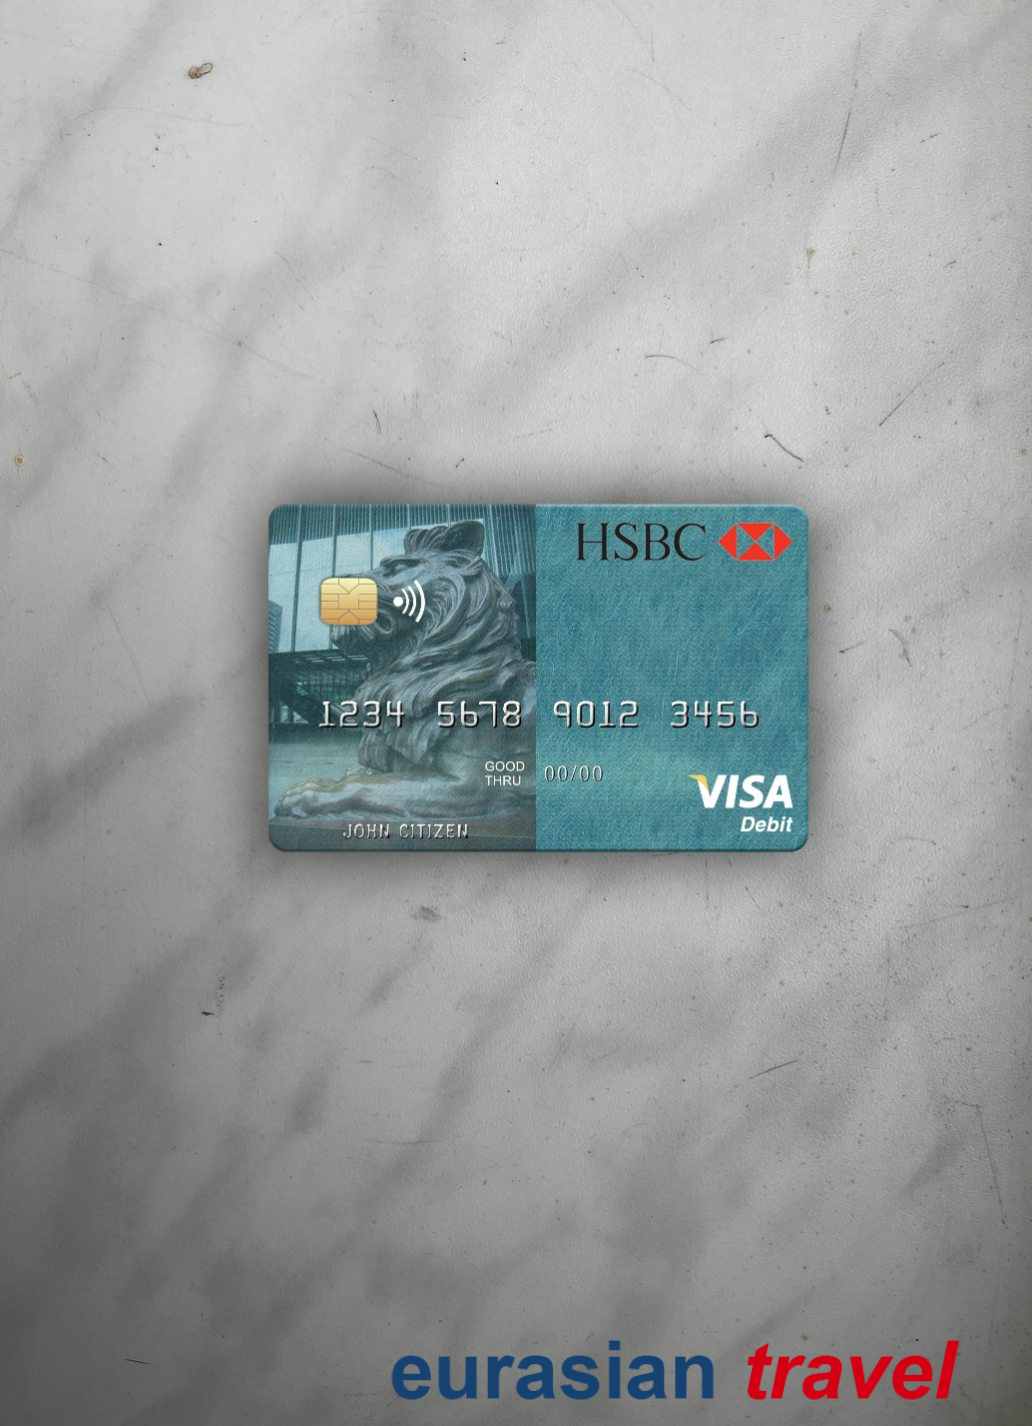 HSBC
1234 5678 9012 3456
GOOD
THRU 00/00
VISA
Debit
JOHN CITIZEN
eurasian travel